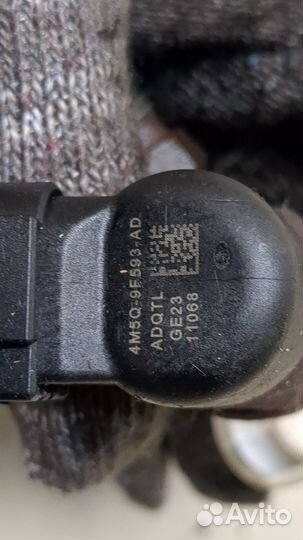 4M5Q-9F593-AD
ADQTL
GE23
11068
Avito